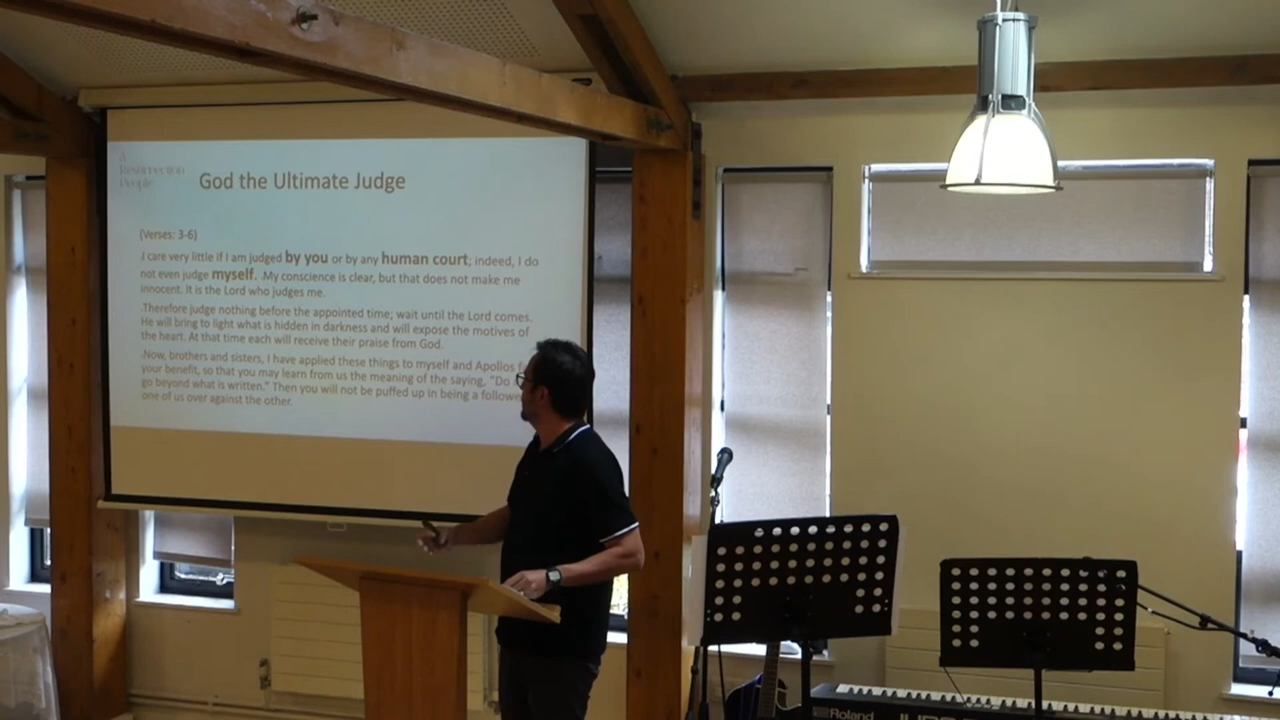 A
Resurrection
People
God the Ultimate Judge
(Verses: 3-6)
.I care very little if I am judged by you or by any human court; indeed, I do
not even judge myself. .My conscience is clear, but that does not make me
innocent. It is the Lord who judges me.
.Therefore judge nothing before the appointed time; wait until the Lord comes.
He will bring to light what is hidden in darkness and will expose the motives of
the heart. At that time each will receive their praise from God.
.Now, brothers and sisters, I have applied these things to myself and Apollos
your benefit, so that you may learn from us the meaning of the saying, “Do
go beyond what is written.” Then you will not be puffed up in being a
one of us over against the other.
Roland